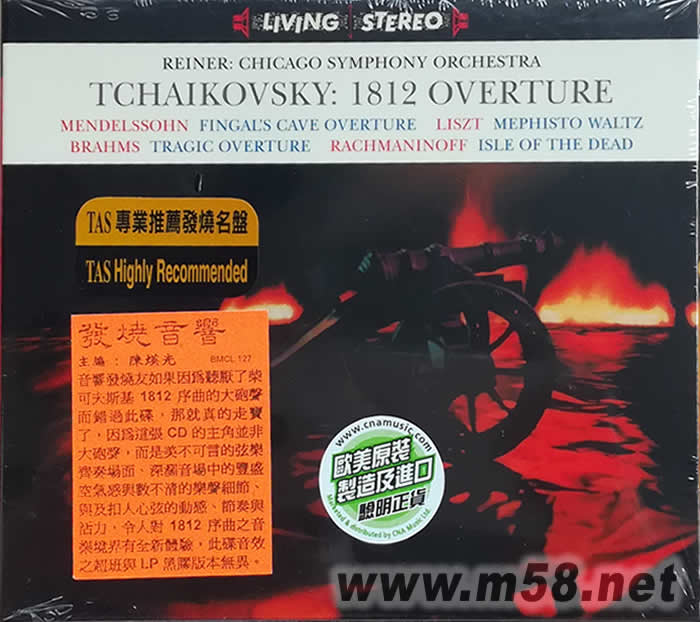 LIVING STEREO
REINER: CHICAGO SYMPHONY ORCHESTRA
TCHAIKOVSKY: 1812 OVERTURE
MENDELSSOHN FINGAL'S CAVE OVERTURE LISZT MEPHISTO WALTZ
BRAHMS TRAGIC OVERTURE RACHMANINOFF ISLE OF THE DEAD
TAS 專業推薦發燒名盤
TAS Highly Recommended
發燒音響
主編：陳煐光 BMCL 127
音響發燒友如果因為聽厭了柴
可夫斯基 1812 序曲的大砲聲
而錯過此碟，那就真的走寶
了，因為這張 CD 的主角並非
大砲聲，而是美不可言的弦樂
齊奏場面、深濶音場中的豐盛
空氣感與數不清的樂聲細節、
與及扣人心弦的動感、節奏與
活力，令人對 1812 序曲之音
樂境界有全新體驗，此碟音效
之超班與 LP 黑膠版本無異。
www.cnamusic.com
歐美原裝
製造及進口
證明正貨
Marketed & distributed by CNA Music Ltd.
www.m58.net